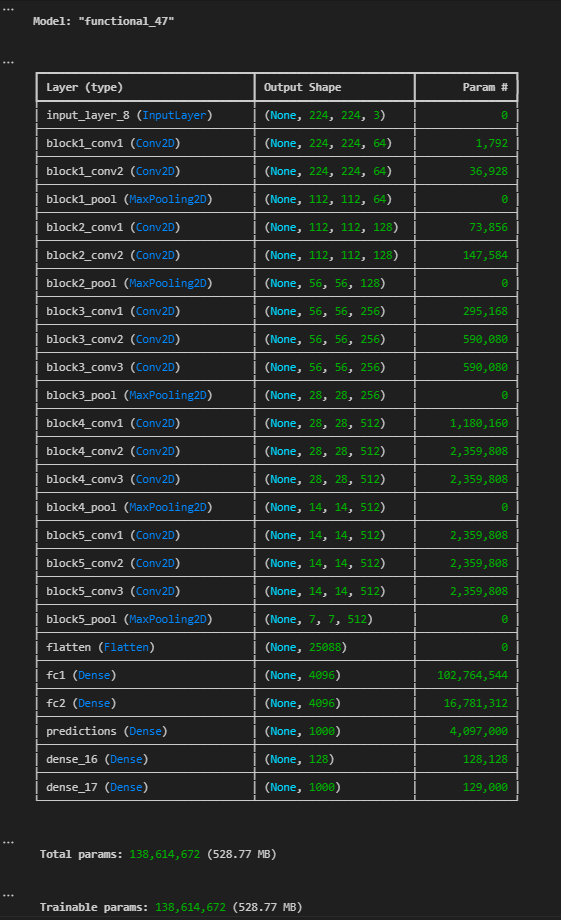 ...
Model: "functional_47"
...
Layer (type) Output Shape Param #
input_layer_8 (InputLayer) (None, 224, 224, 3) 0
block1_conv1 (Conv2D) (None, 224, 224, 64) 1,792
block1_conv2 (Conv2D) (None, 224, 224, 64) 36,928
block1_pool (MaxPooling2D) (None, 112, 112, 64) 0
block2_conv1 (Conv2D) (None, 112, 112, 128) 73,856
block2_conv2 (Conv2D) (None, 112, 112, 128) 147,584
block2_pool (MaxPooling2D) (None, 56, 56, 128) 0
block3_conv1 (Conv2D) (None, 56, 56, 256) 295,168
block3_conv2 (Conv2D) (None, 56, 56, 256) 590,080
block3_conv3 (Conv2D) (None, 56, 56, 256) 590,080
block3_pool (MaxPooling2D) (None, 28, 28, 256) 0
block4_conv1 (Conv2D) (None, 28, 28, 512) 1,180,160
block4_conv2 (Conv2D) (None, 28, 28, 512) 2,359,808
block4_conv3 (Conv2D) (None, 28, 28, 512) 2,359,808
block4_pool (MaxPooling2D) (None, 14, 14, 512) 0
block5_conv1 (Conv2D) (None, 14, 14, 512) 2,359,808
block5_conv2 (Conv2D) (None, 14, 14, 512) 2,359,808
block5_conv3 (Conv2D) (None, 14, 14, 512) 2,359,808
block5_pool (MaxPooling2D) (None, 7, 7, 512) 0
flatten (Flatten) (None, 25088) 0
fc1 (Dense) (None, 4096) 102,764,544
fc2 (Dense) (None, 4096) 16,781,312
predictions (Dense) (None, 1000) 4,097,000
dense_16 (Dense) (None, 128) 128,128
dense_17 (Dense) (None, 1000) 129,000
...
Total params: 138,614,672 (528.77 MB)
...
Trainable params: 138,614,672 (528.77 MB)